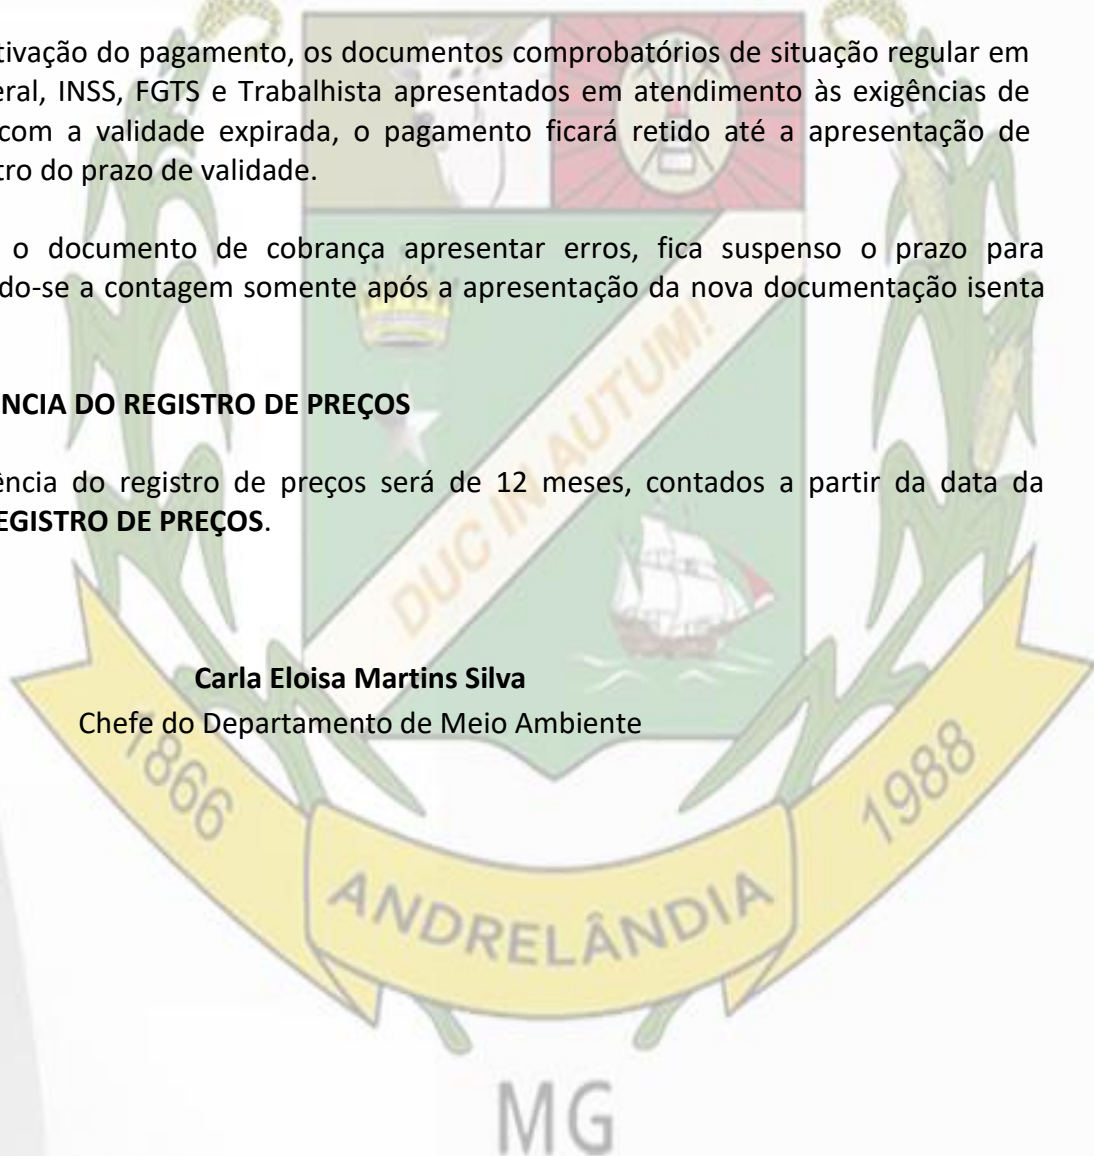 tivação do pagamento, os documentos comprobatórios de situação regular em
eral, INSS, FGTS e Trabalhista apresentados em atendimento às exigências de
com a validade expirada, o pagamento ficará retido até a apresentação de
tro do prazo de validade.
o documento de cobrança apresentar erros, fica suspenso o prazo para
do-se a contagem somente após a apresentação da nova documentação isenta
NCIA DO REGISTRO DE PREÇOS
ência do registro de preços será de 12 meses, contados a partir da data da
EGISTRO DE PREÇOS.
DUC IN AUTUM!
Carla Eloisa Martins Silva
Chefe do Departamento de Meio Ambiente
1866
1988
ANDRELÂNDIA
MG